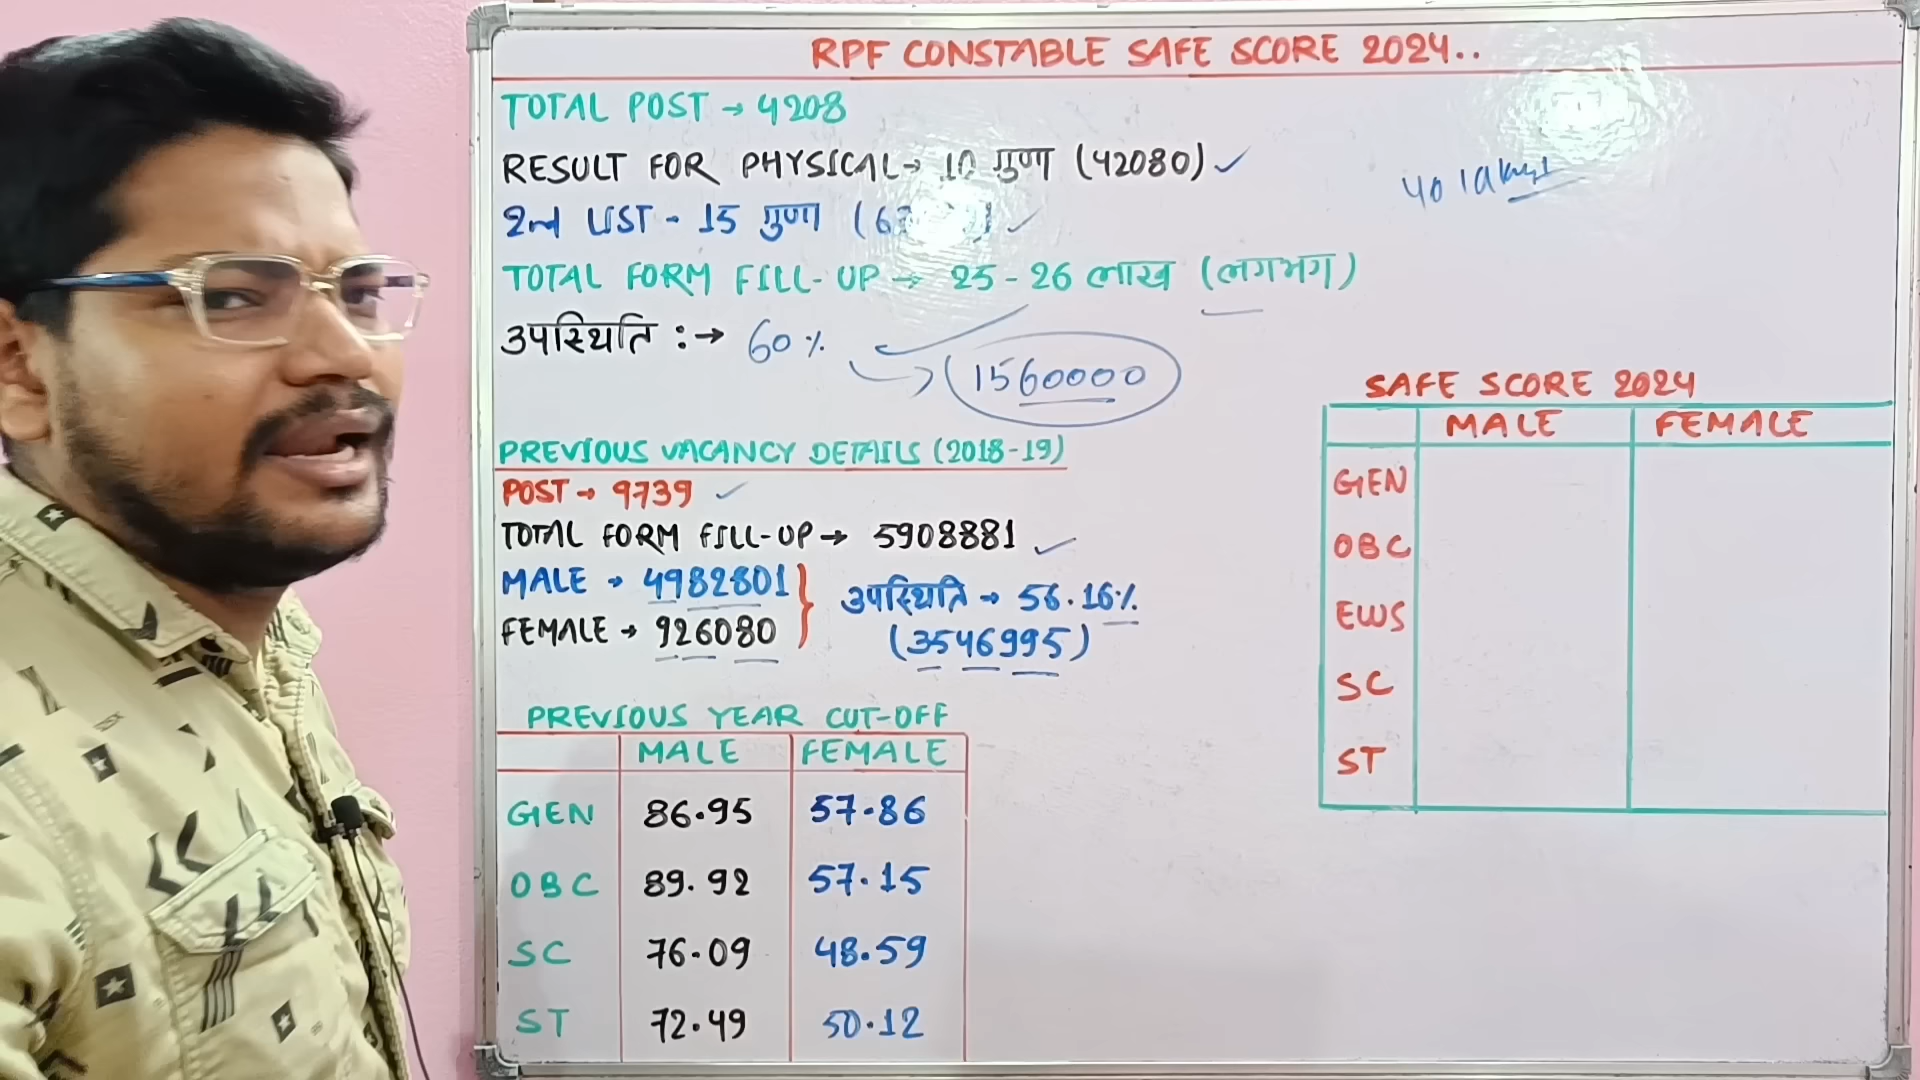 RPF CONSTABLE SAFE SCORE 2024..
TOTAL POST → 4208
RESULT FOR PHYSICAL → 10 गुणा (42080) ✓
40 lakh
2nd LIST - 15 गुणा ✓
TOTAL FORM FILL-UP → 25-26 लाख (लगभग)
उपस्थिति :→ 60%
1560000
PREVIOUS VACANCY DETAILS (2018-19)
POST → 9739 ✓
TOTAL FORM FILL-UP → 5908881 ✓
MALE → 4982801
FEMALE → 926080
उपस्थिति → 56.16%
(3546995)
PREVIOUS YEAR CUT-OFF
MALE FEMALE
GEN 86.95 57.86
OBC 89.92 57.15
SC 76.09 48.59
ST 72.49 50.12
SAFE SCORE 2024
MALE FEMALE
GEN
OBC
EWS
SC
ST